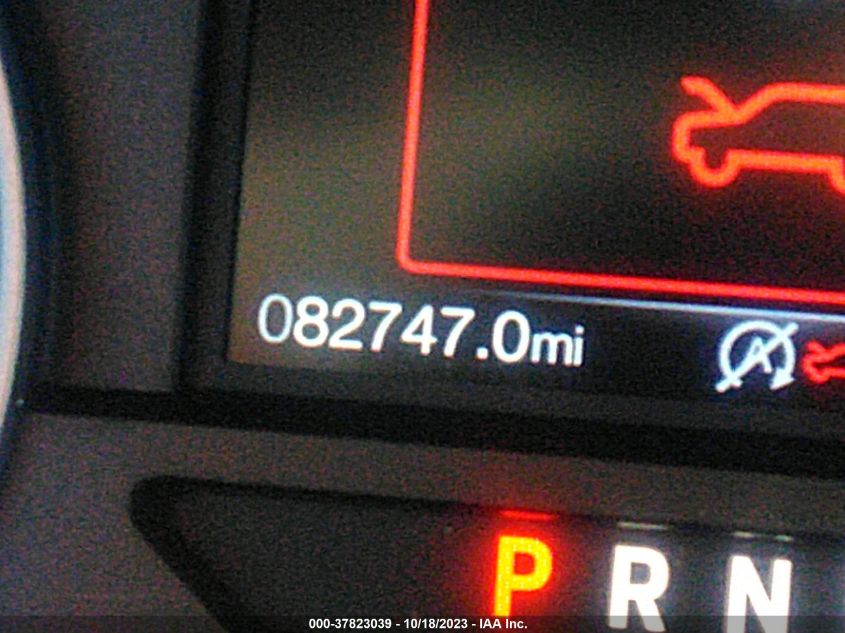 082747.0mi
A
P R N
000-37823039 - 10/18/2023 - IAA Inc.